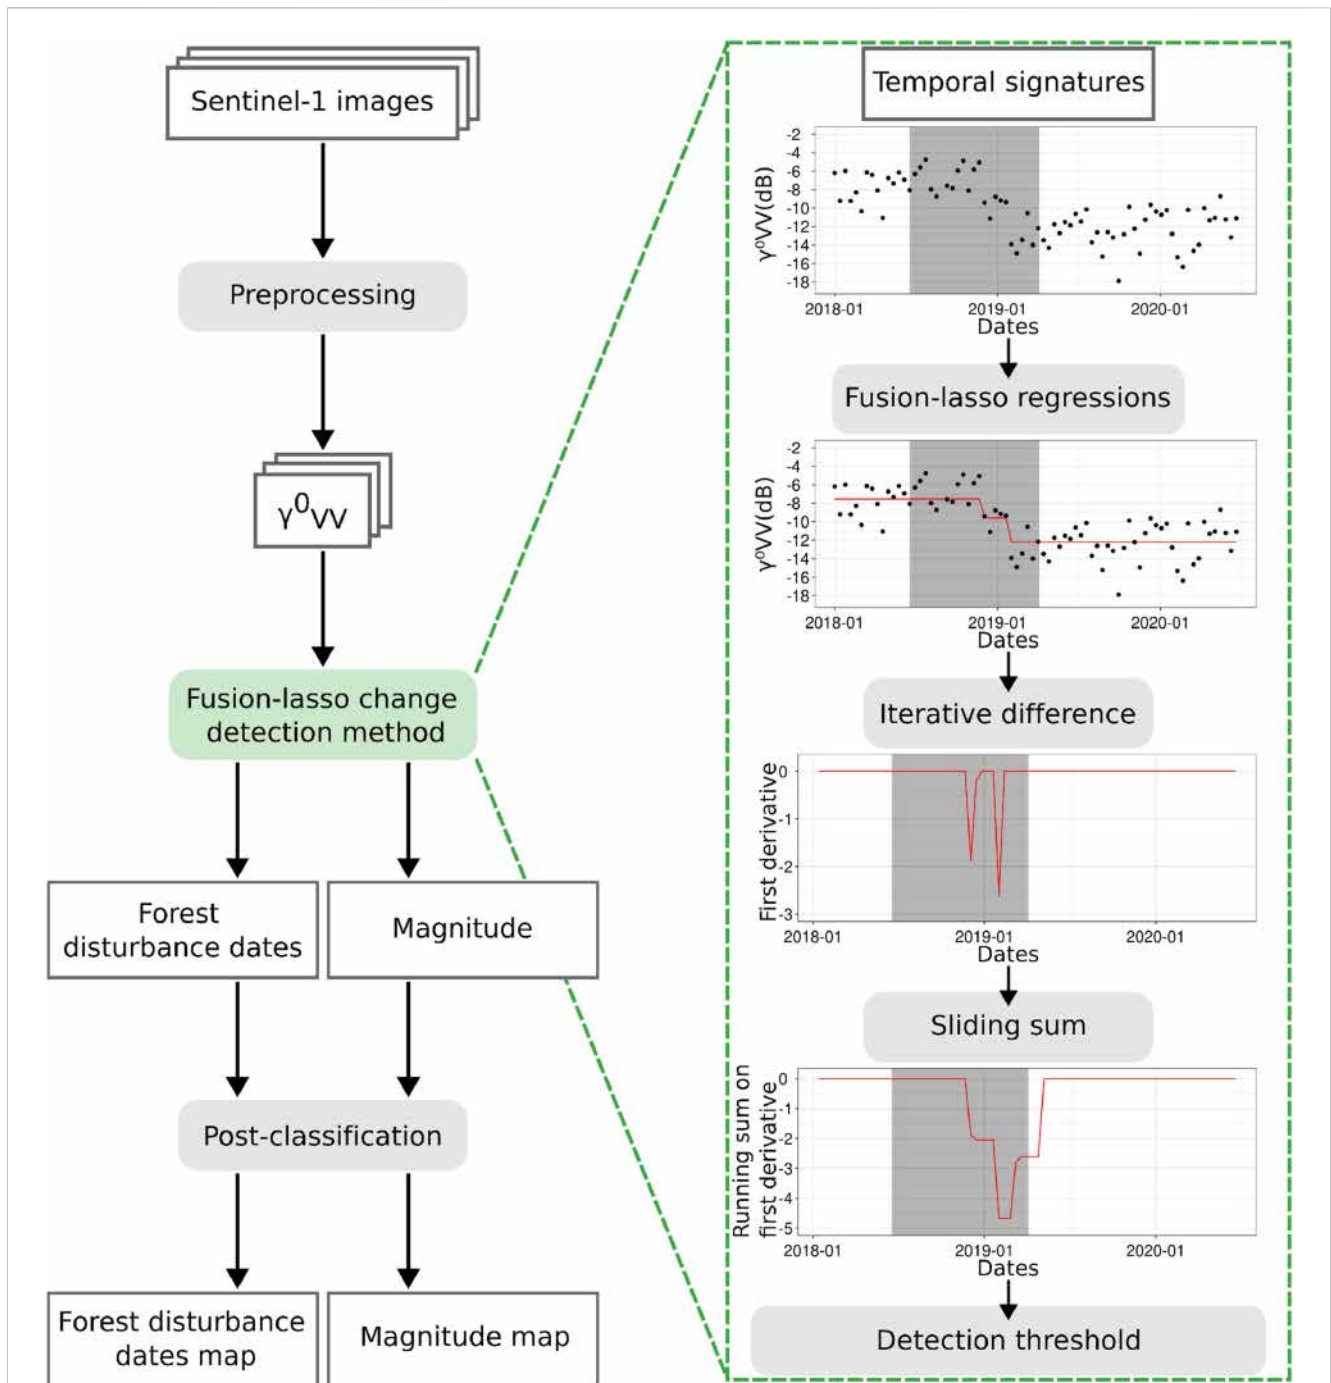 Sentinel-1 images
Preprocessing
γ⁰VV
Fusion-lasso change
detection method
Forest
disturbance dates
Magnitude
Post-classification
Forest disturbance
dates map
Magnitude map
Temporal signatures
γ⁰VV(dB)
-2
-4
-6
-8
-10
-12
-14
-16
-18
2018-01 2019-01 2020-01
Dates
Fusion-lasso regressions
γ⁰VV(dB)
-2
-4
-6
-8
-10
-12
-14
-16
-18
2018-01 2019-01 2020-01
Dates
Iterative difference
First derivative
0
-1
-2
-3
2018-01 2019-01 2020-01
Dates
Sliding sum
Running sum on
first derivative
0
-1
-2
-3
-4
-5
2018-01 2019-01 2020-01
Dates
Detection threshold